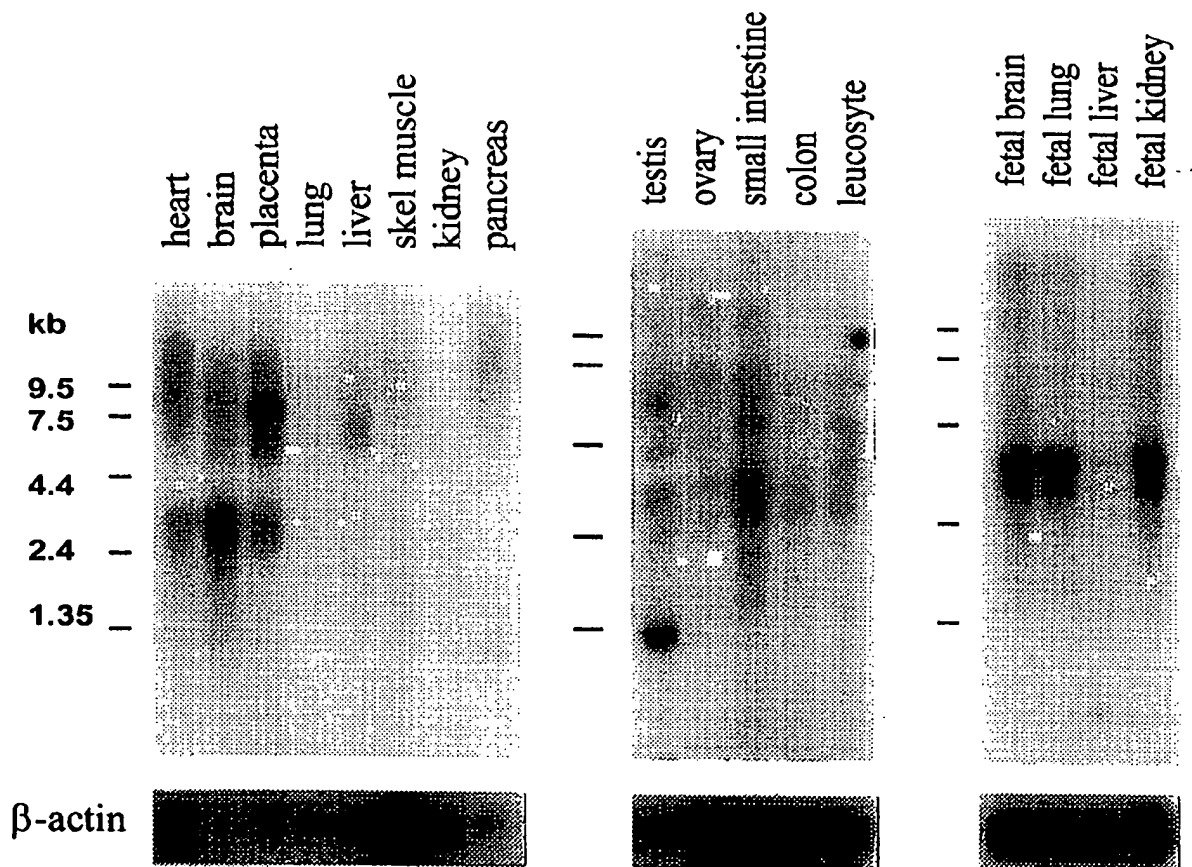 heart
brain
placenta
lung
liver
skel muscle
kidney
pancreas
testis
ovary
small intestine
colon
leucosyte
fetal brain
fetal lung
fetal liver
fetal kidney
kb
9.5
7.5
4.4
2.4
1.35
β-actin